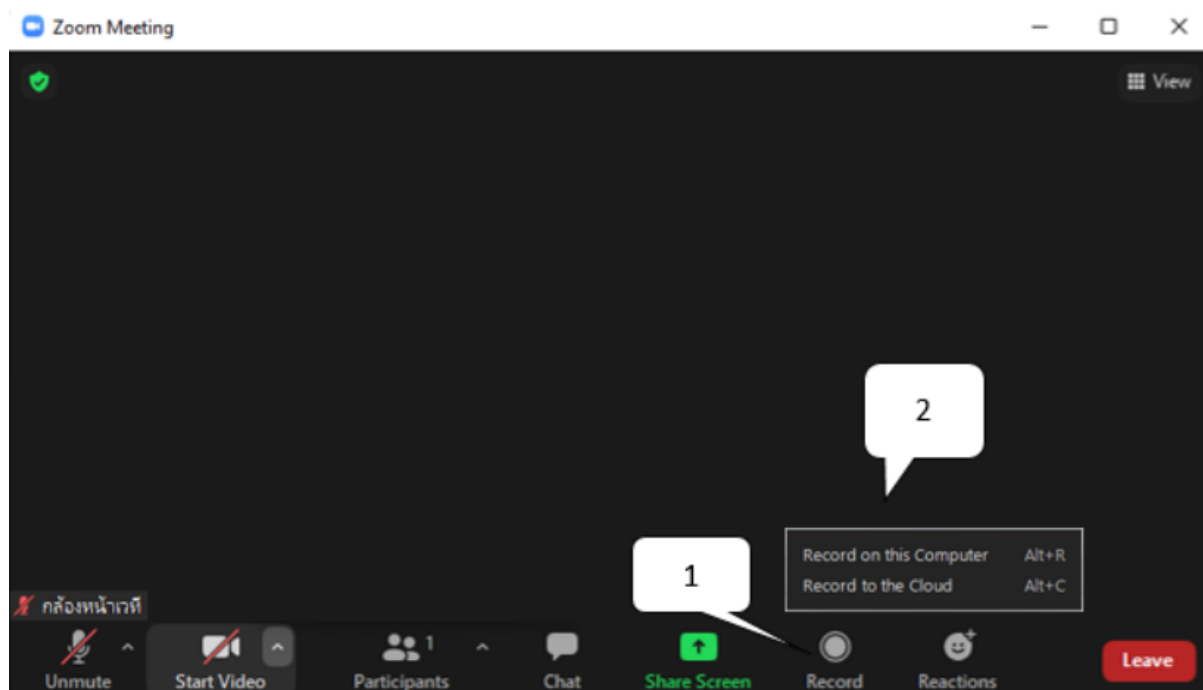 Zoom Meeting
View
2
Record on this Computer Alt+R
Record to the Cloud Alt+C
1
กล้องหน้าเวที
1
Unmute Start Video Participants Chat Share Screen Record Reactions Leave